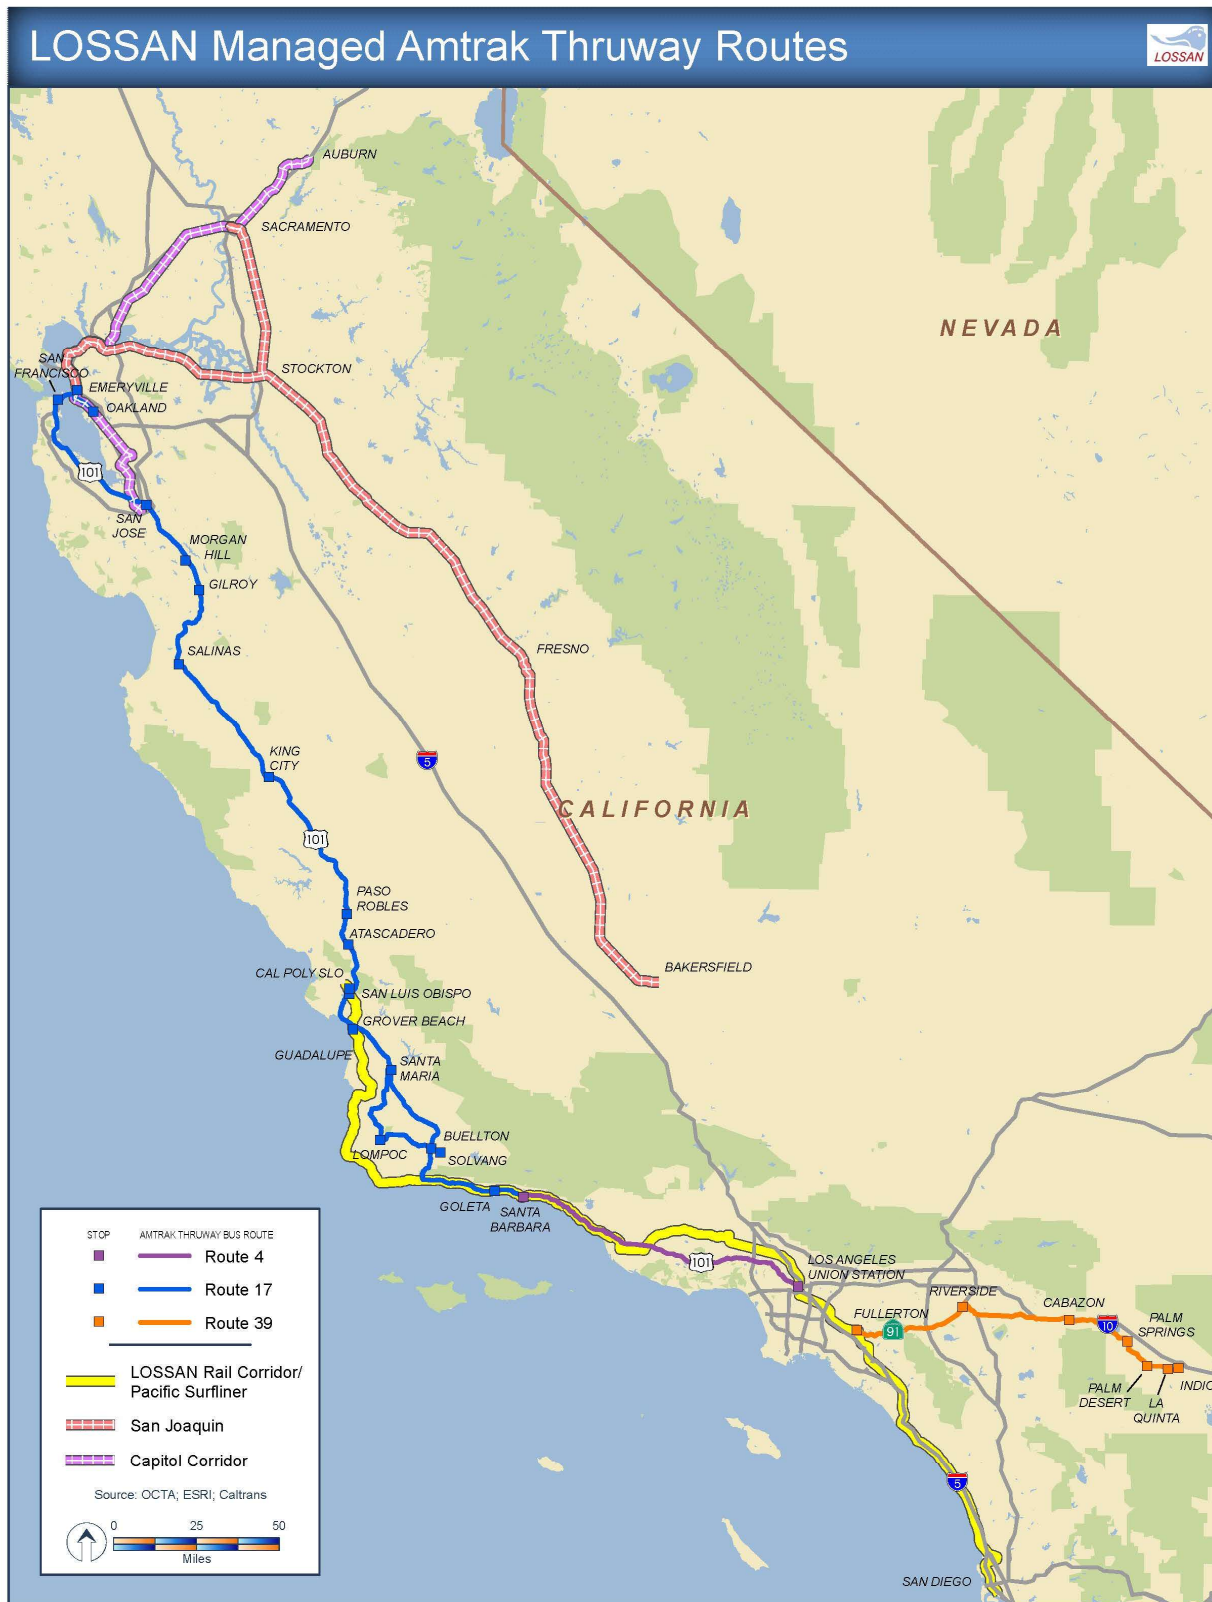 LOSSAN Managed Amtrak Thruway Routes
LOSSAN
AUBURN
SACRAMENTO
NEVADA
SAN
FRANCISCO
STOCKTON
EMERYVILLE
OAKLAND
101
SAN
JOSE
MORGAN
HILL
GILROY
SALINAS
FRESNO
KING
CITY
5
CALIFORNIA
101
PASO
ROBLES
ATASCADERO
BAKERSFIELD
CAL POLY SLO
SAN LUIS OBISPO
GROVER BEACH
GUADALUPE
SANTA
MARIA
BUELLTON
LOMPOC
SOLVANG
GOLETA
SANTA
BARBARA
101
LOS ANGELES
UNION STATION
RIVERSIDE
FULLERTON
91
CABAZON
10
PALM
SPRINGS
PALM
DESERT
LA
QUINTA
INDIO
5
SAN DIEGO
STOP
AMTRAK THRUWAY BUS ROUTE
Route 4
Route 17
Route 39
LOSSAN Rail Corridor/
Pacific Surfliner
San Joaquin
Capitol Corridor
Source: OCTA; ESRI; Caltrans
0 25 50
Miles